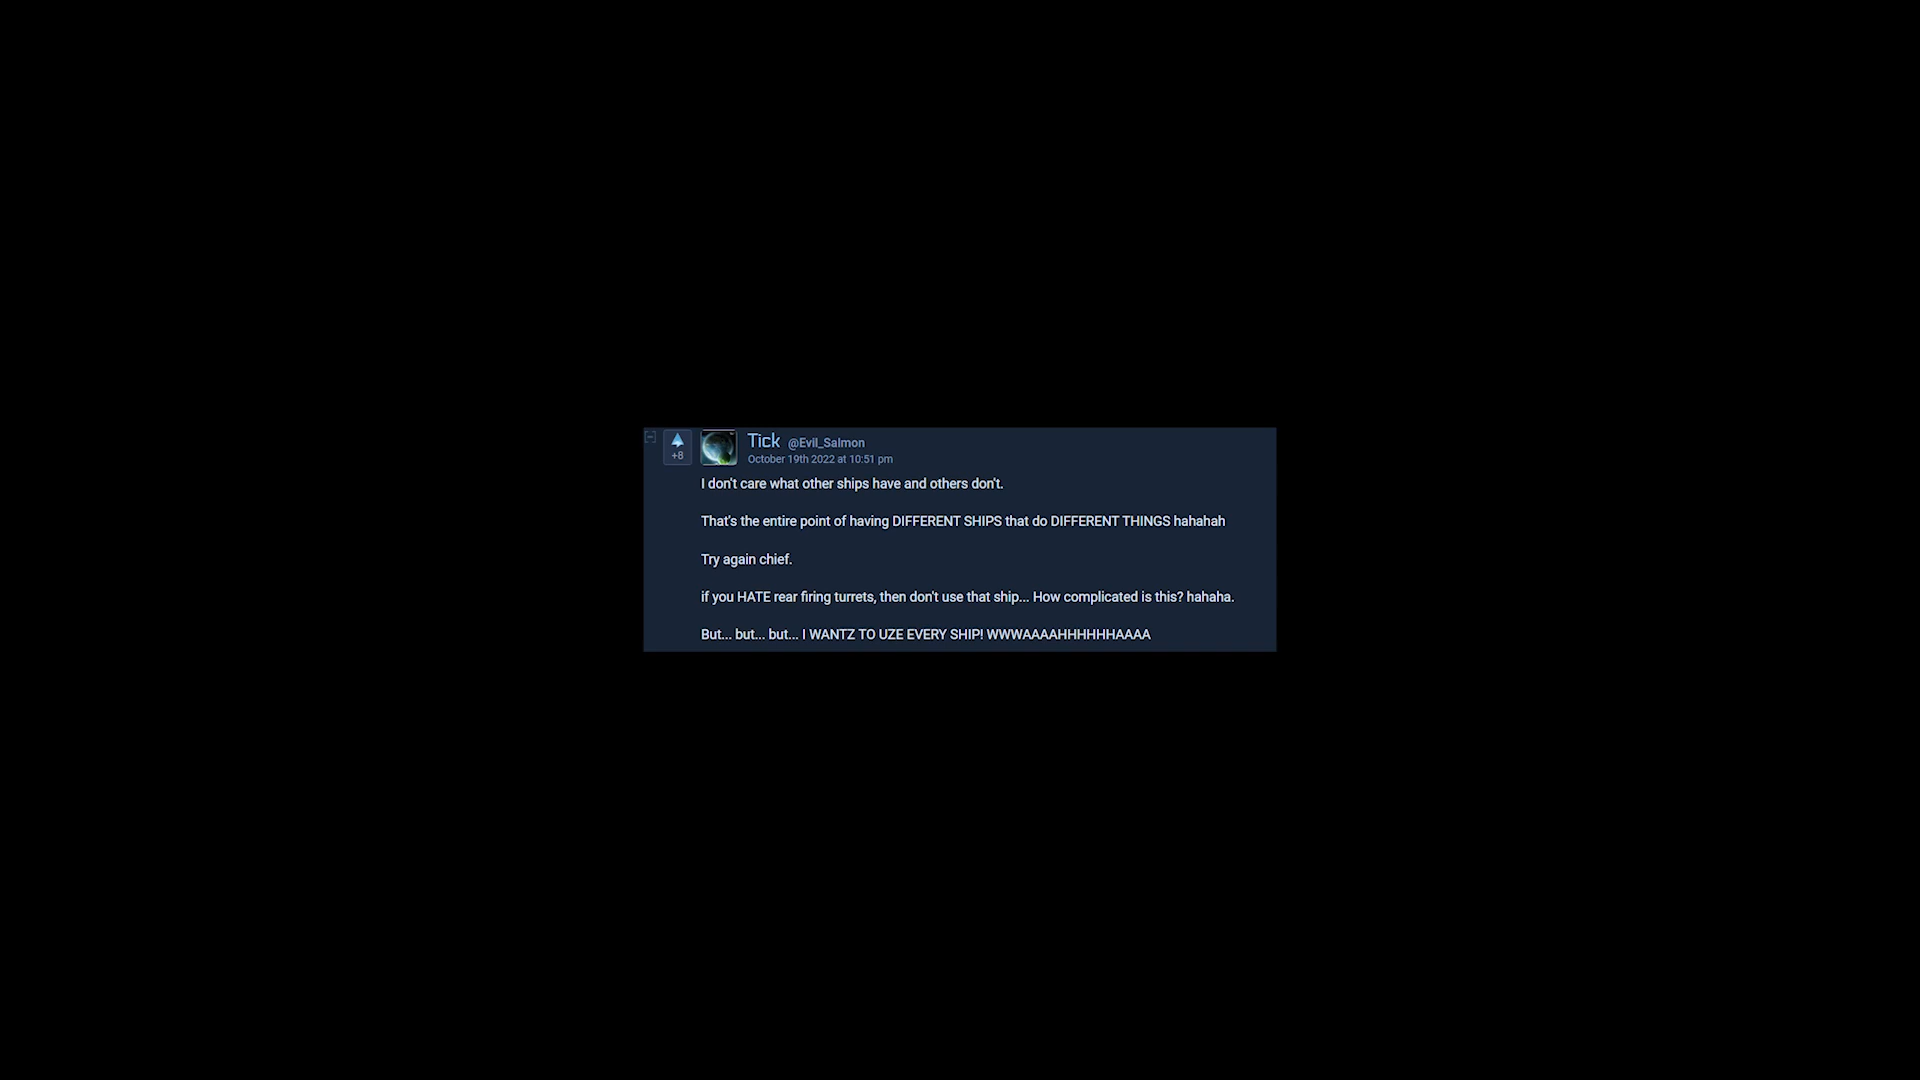 Tick @Evil_Salmon
+8
October 19th 2022 at 10:51 pm
I don't care what other ships have and others don't.
That's the entire point of having DIFFERENT SHIPS that do DIFFERENT THINGS hahahah
Try again chief.
if you HATE rear firing turrets, then don't use that ship... How complicated is this? hahaha.
But... but... but... I WANTZ TO UZE EVERY SHIP! WWWAAAAHHHHHHAAAA